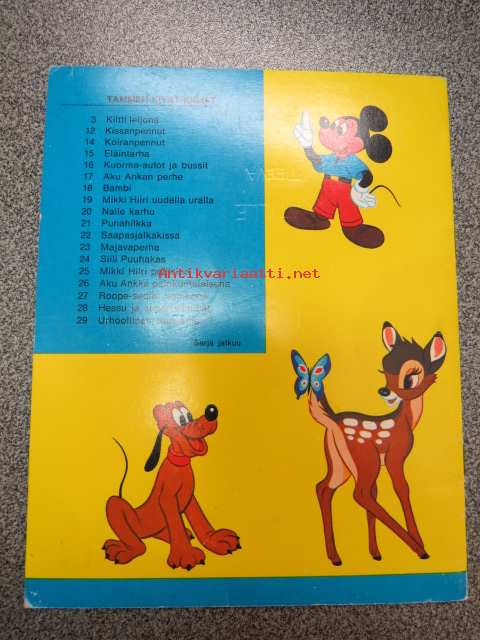 TAMMEN KIVAT KIRJAT
3 Kiltti leijona
12 Kissanpennut
14 Koiranpennut
15 Eläintarha
16 Kuorma-autot ja bussit
17 Aku Ankan perhe
18 Bambi
19 Mikki Hiiri uudella uralla
20 Nalle karhu
21 Punahilkka
22 Saapasjalkakissa
23 Majavaperhe
24 Siili Puuhakas
25 Mikki Hiiri
26 Aku Ankka
27 Roope-sedän
28 Hessu ja
29 Urhoollinen
Sarja jatkuu
Antikvariaatti.net